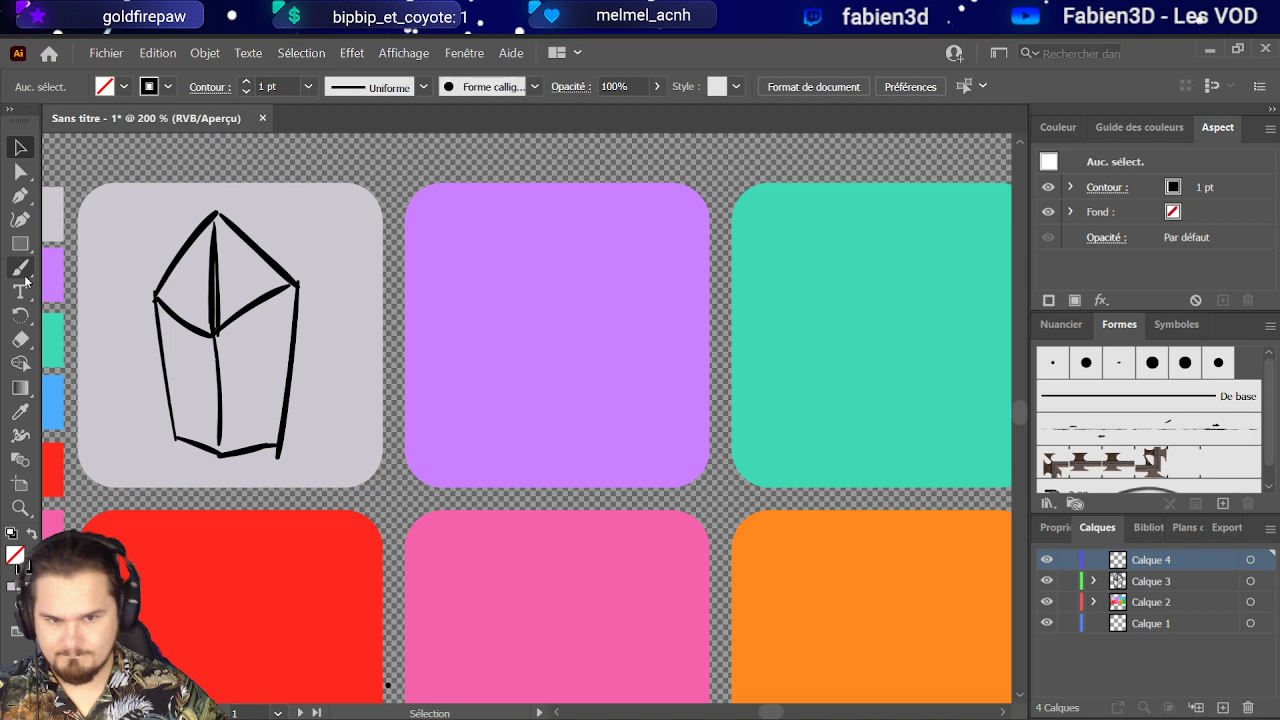 goldfirepaw
bipbip_et_coyote: 1
melmel_acnh
fabien3d
Fabien3D - Les VOD
Ai
Fichier Edition Objet Texte Sélection Effet Affichage Fenêtre Aide
Rechercher dan
Auc. sélect.
Contour :
1 pt
Uniforme
Forme callig...
Opacité :
100%
Style :
Format de document
Préférences
Sans titre - 1* @ 200 % (RVB/Aperçu)
Couleur Guide des couleurs Aspect
Auc. sélect.
Contour : 1 pt
Fond :
Opacité : Par défaut
fx.
Nuancier Formes Symboles
De base
Proprié Calques Bibliot Plans c Export
Calque 4
Calque 3
Calque 2
Calque 1
4 Calques
1
Sélection